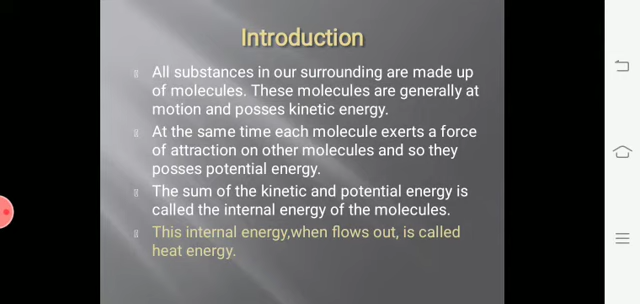 Introduction
All substances in our surrounding are made up
of molecules. These molecules are generally at
motion and posses kinetic energy.
At the same time each molecule exerts a force
of attraction on other molecules and so they
posses potential energy.
The sum of the kinetic and potential energy is
called the internal energy of the molecules.
This internal energy,when flows out, is called
heat energy.